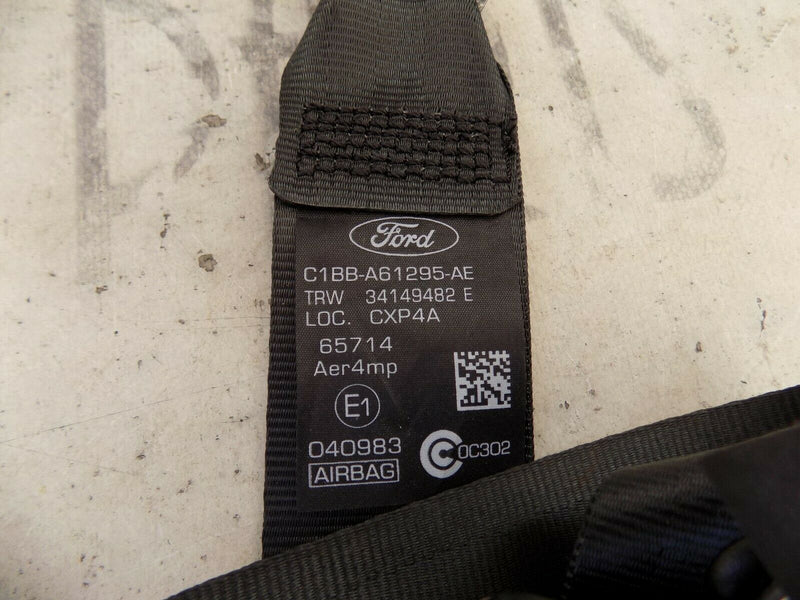 Ford
C1BB-A61295-AE
TRW 34149482 E
LOC. CXP4A
65714
Aer4mp
E1
040983
C 0C302
AIRBAG